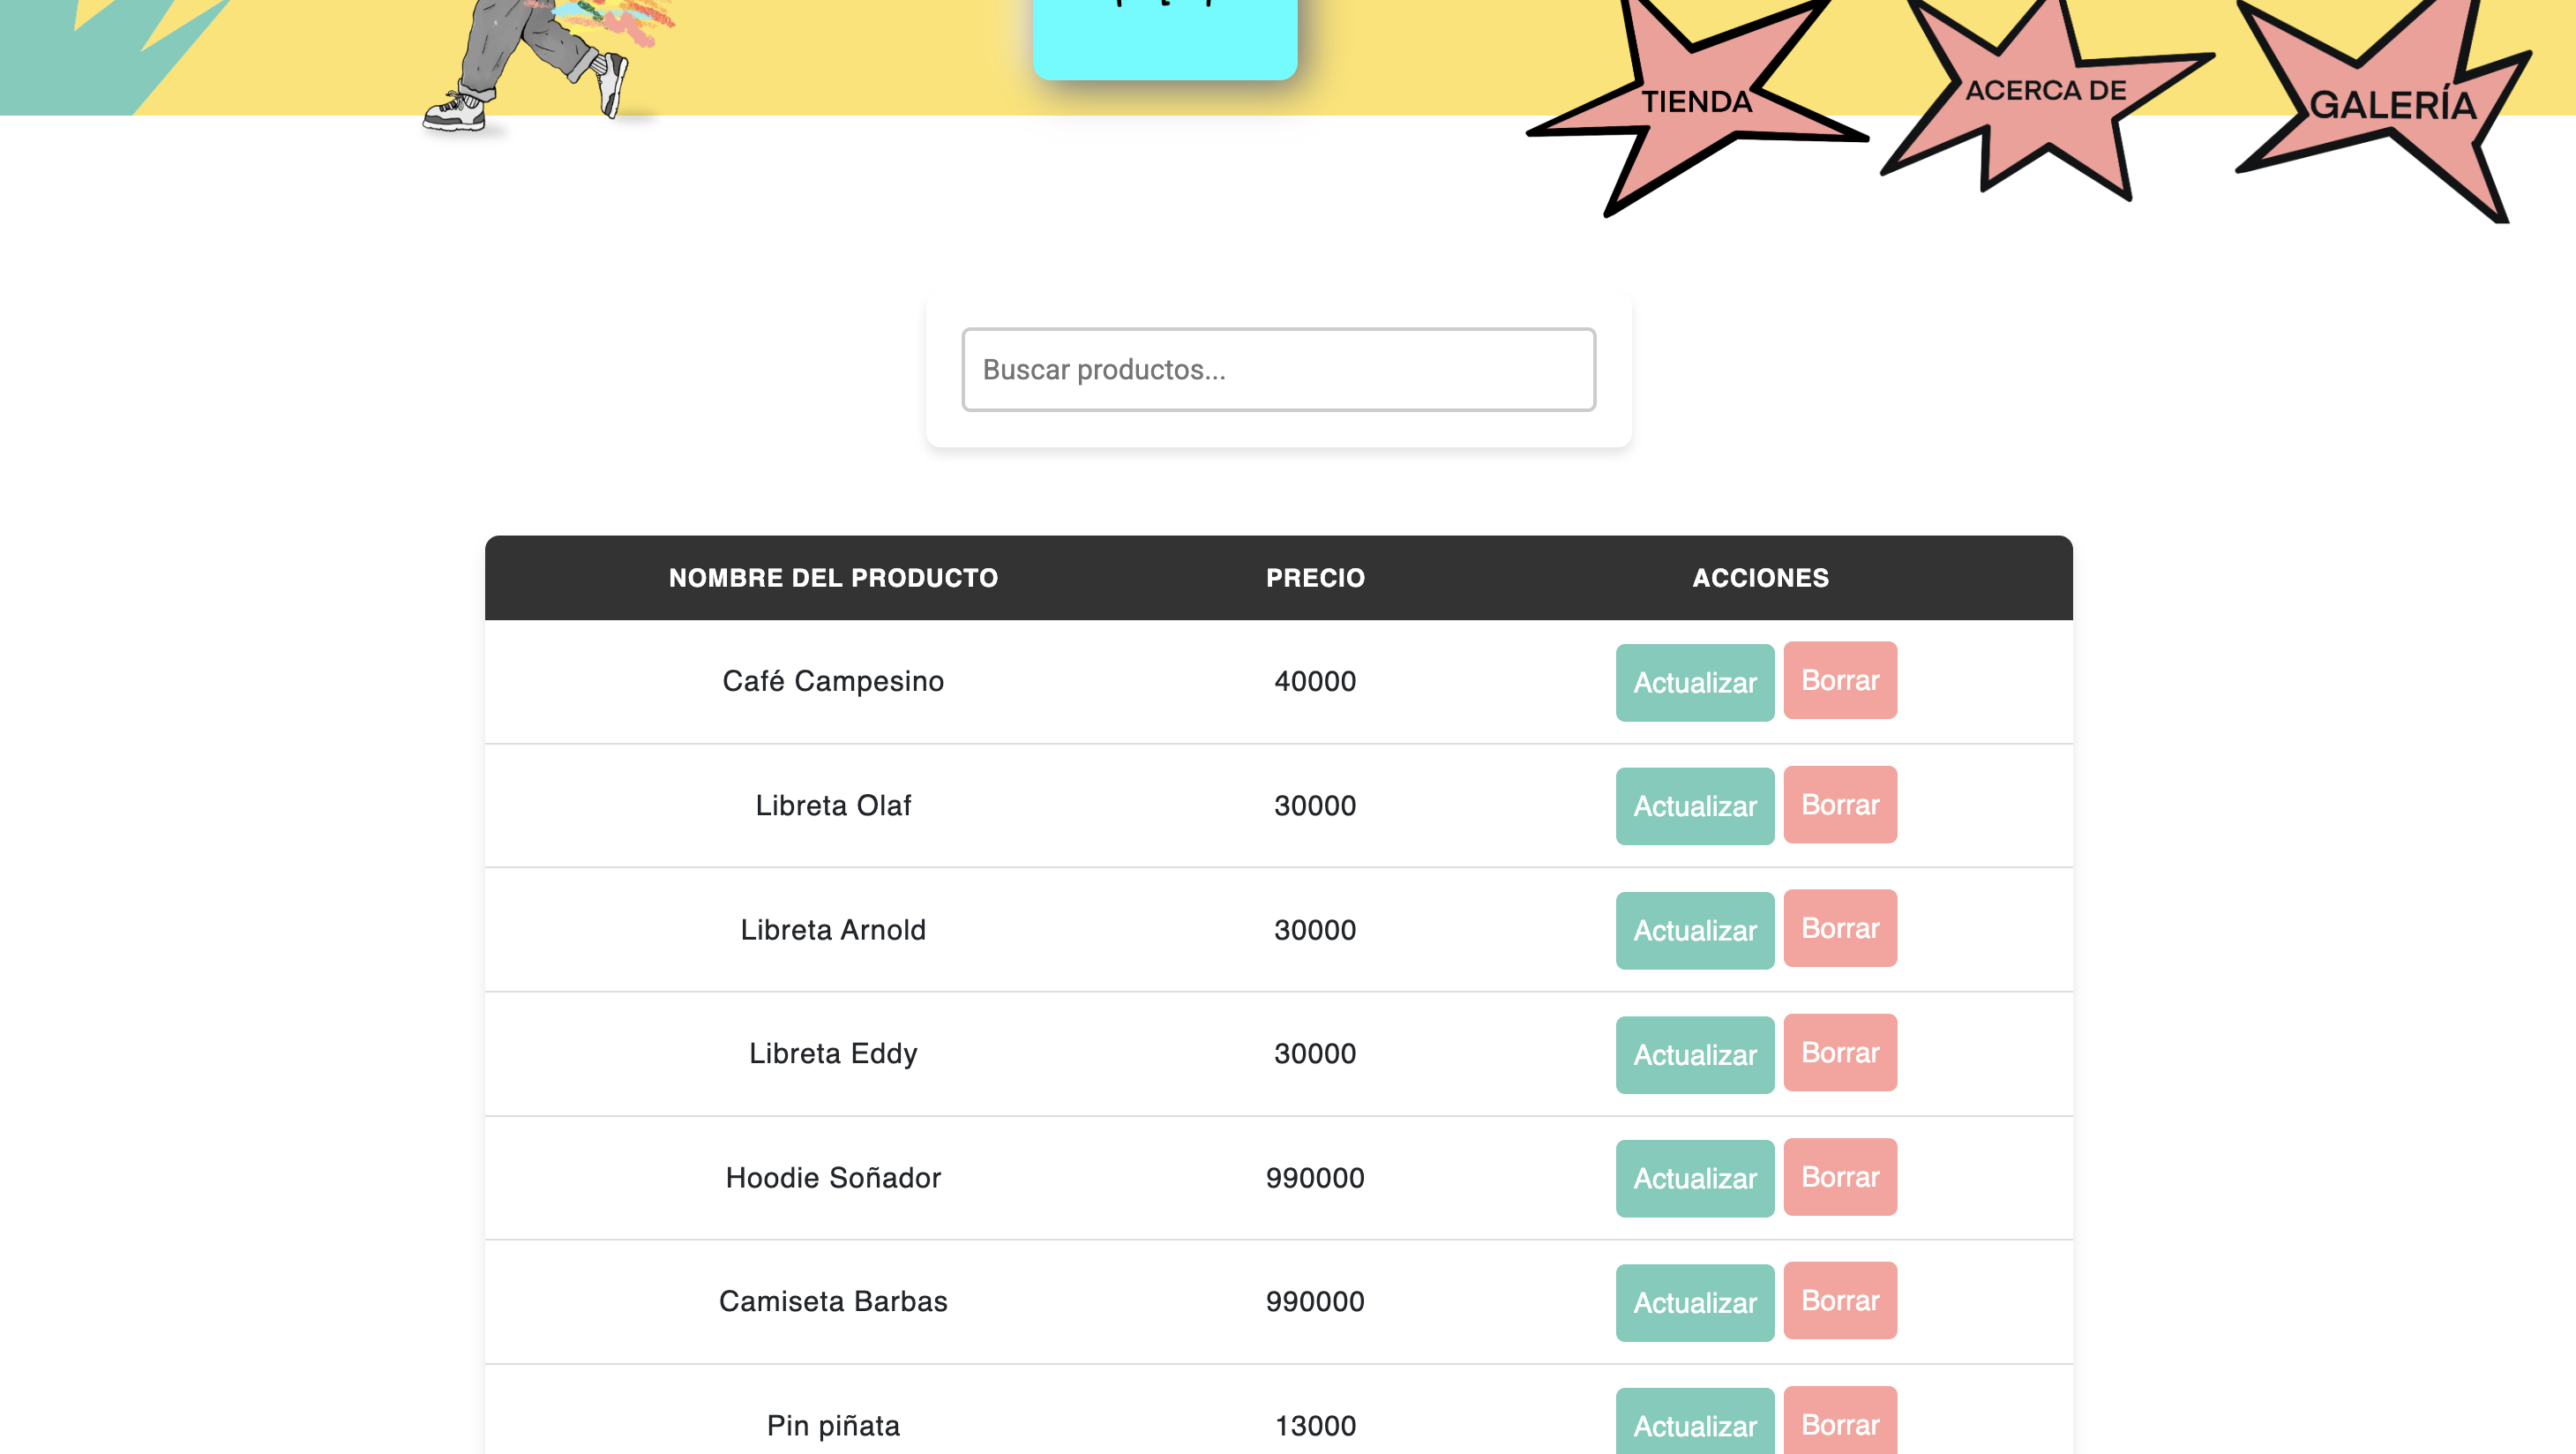 TIENDA
ACERCA DE
GALERÍA
Buscar productos...
NOMBRE DEL PRODUCTO PRECIO ACCIONES
Café Campesino 40000 Actualizar Borrar
Libreta Olaf 30000 Actualizar Borrar
Libreta Arnold 30000 Actualizar Borrar
Libreta Eddy 30000 Actualizar Borrar
Hoodie Soñador 990000 Actualizar Borrar
Camiseta Barbas 990000 Actualizar Borrar
Pin piñata 13000 Actualizar Borrar